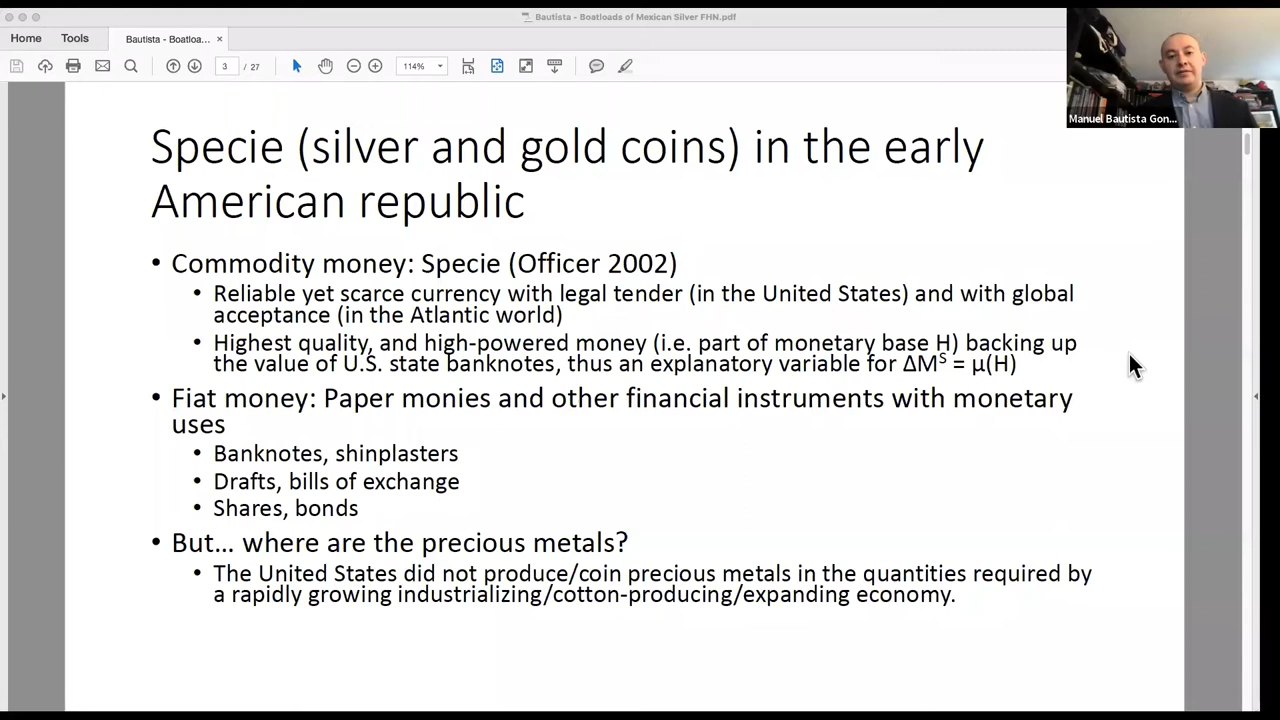 Bautista - Boatloads of Mexican Silver FHN.pdf
Home Tools Bautista - Boatloa... ×
3 / 27 114%
Manuel Bautista Gon...
Specie (silver and gold coins) in the early
American republic
• Commodity money: Specie (Officer 2002)
• Reliable yet scarce currency with legal tender (in the United States) and with global
acceptance (in the Atlantic world)
• Highest quality, and high-powered money (i.e. part of monetary base H) backing up
the value of U.S. state banknotes, thus an explanatory variable for ΔMˢ = μ(H)
• Fiat money: Paper monies and other financial instruments with monetary
uses
• Banknotes, shinplasters
• Drafts, bills of exchange
• Shares, bonds
• But… where are the precious metals?
• The United States did not produce/coin precious metals in the quantities required by
a rapidly growing industrializing/cotton-producing/expanding economy.